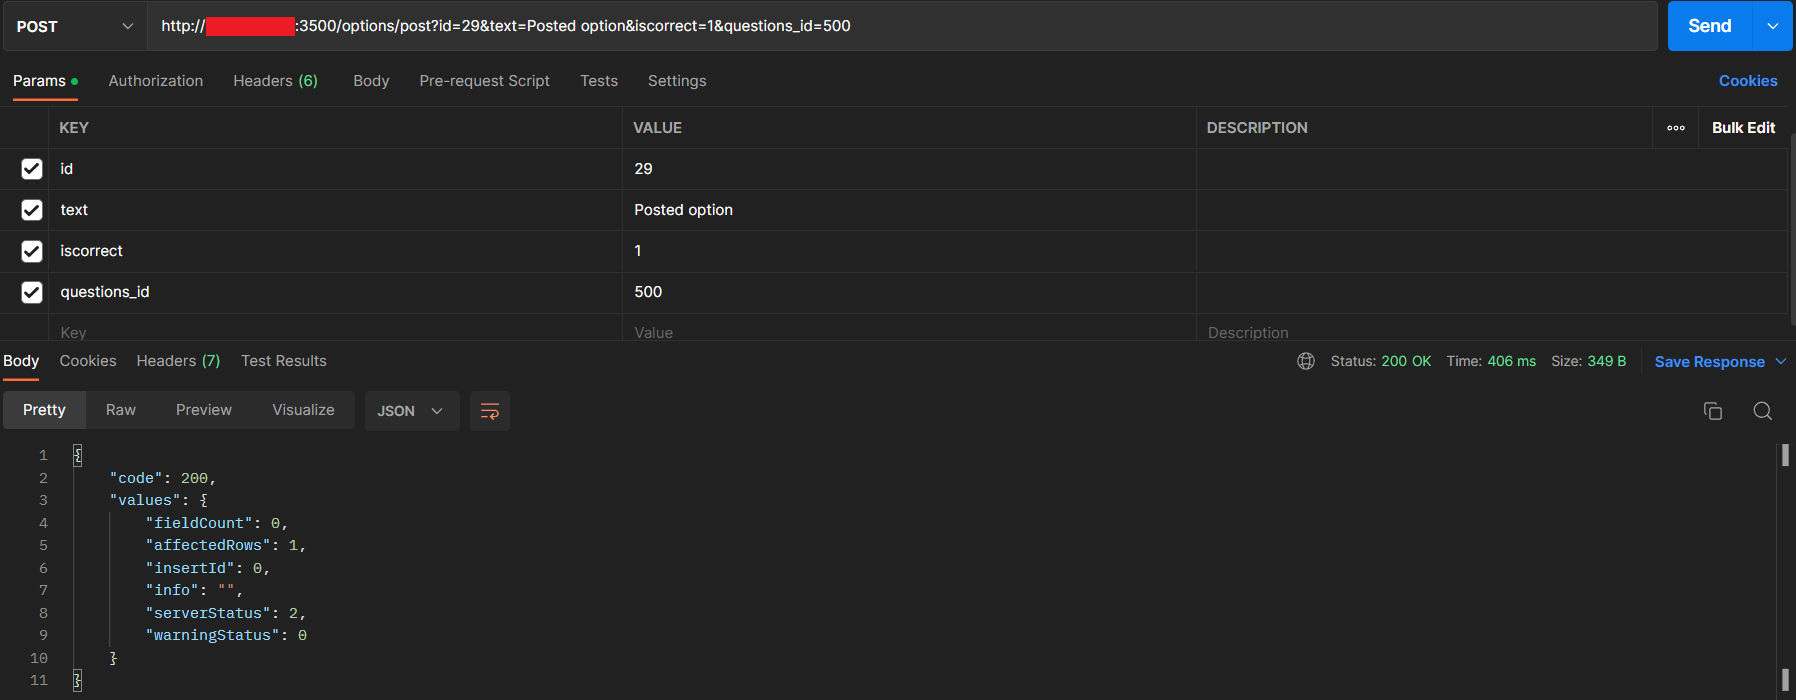 POST http:// :3500/options/post?id=29&text=Posted option&iscorrect=1&questions_id=500 Send
Params Authorization Headers (6) Body Pre-request Script Tests Settings Cookies
KEY VALUE DESCRIPTION ooo Bulk Edit
id 29
text Posted option
iscorrect 1
questions_id 500
Key Value Description
Body Cookies Headers (7) Test Results Status: 200 OK Time: 406 ms Size: 349 B Save Response
Pretty Raw Preview Visualize JSON
1 {
2 "code": 200,
3 "values": {
4 "fieldCount": 0,
5 "affectedRows": 1,
6 "insertId": 0,
7 "info": "",
8 "serverStatus": 2,
9 "warningStatus": 0
10 }
11 }